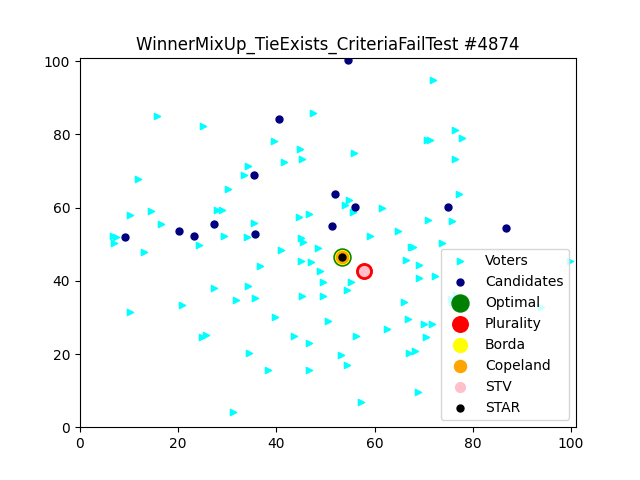 WinnerMixUp_TieExists_CriteriaFailTest #4874
100
80
60
40
20
0
0 20 40 60 80 100
Voters
Candidates
Optimal
Plurality
Borda
Copeland
STV
STAR